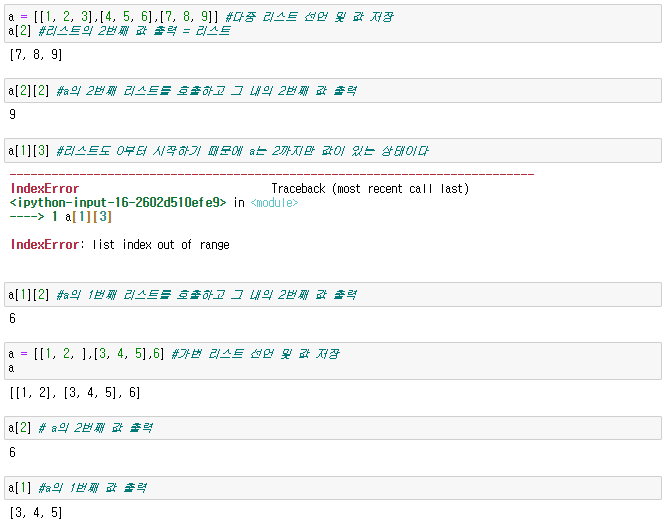 a = [[1, 2, 3],[4, 5, 6],[7, 8, 9]] #다중 리스트 선언 및 값 저장
a[2] #리스트의 2번째 값 출력 = 리스트
[7, 8, 9]
a[2][2] #a의 2번째 리스트를 호출하고 그 내의 2번째 값 출력
9
a[1][3] #리스트도 0부터 시작하기 때문에 a는 2까지만 값이 있는 상태이다
---------------------------------------------------------------------------
IndexError                                Traceback (most recent call last)
<ipython-input-16-2602d510efe9> in <module>
----> 1 a[1][3]
IndexError: list index out of range
a[1][2] #a의 1번째 리스트를 호출하고 그 내의 2번째 값 출력
6
a = [[1, 2, ],[3, 4, 5],6] #가변 리스트 선언 및 값 저장
a
[[1, 2], [3, 4, 5], 6]
a[2] # a의 2번째 값 출력
6
a[1] #a의 1번째 값 출력
[3, 4, 5]